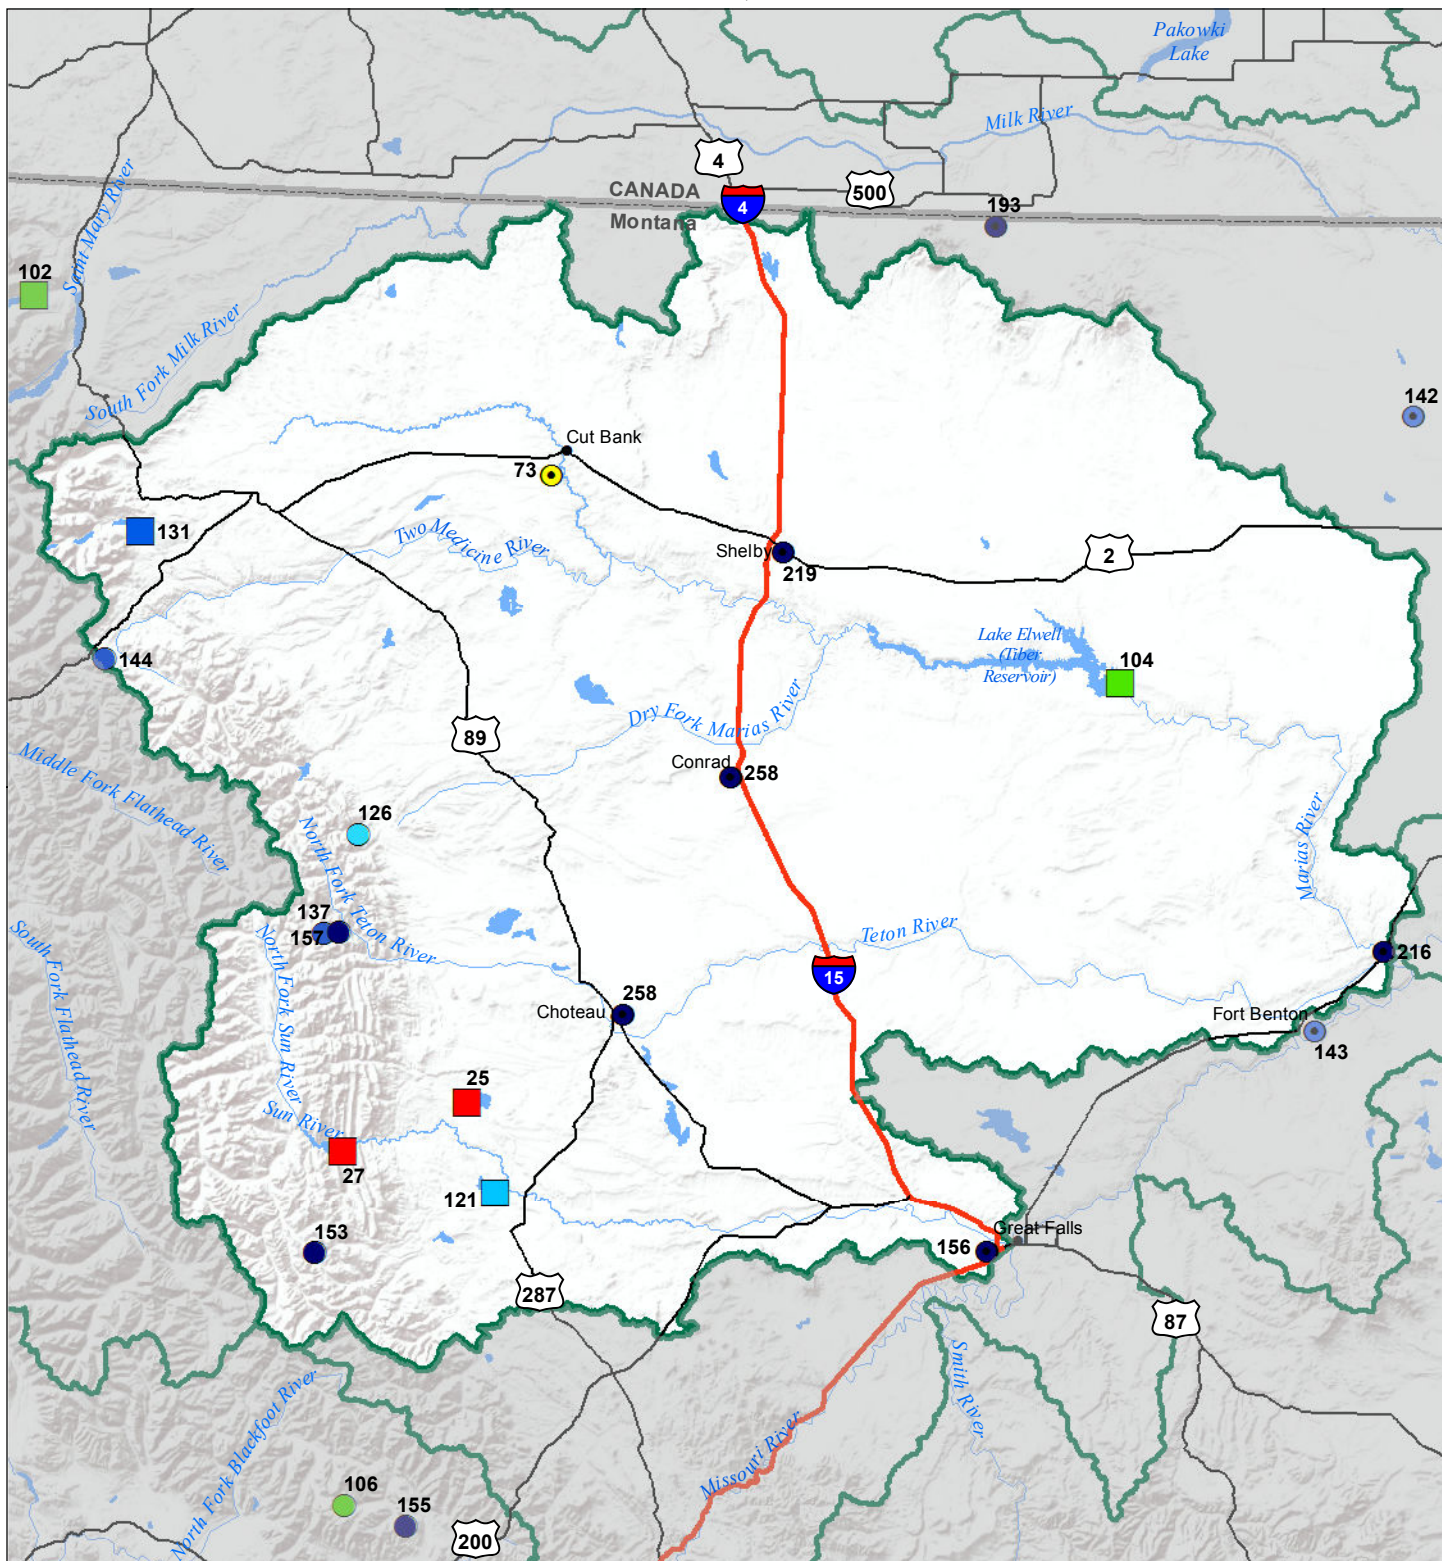 Pakowki
Lake
Milk River
4
CANADA
500
4
Montana
193
Saint Mary River
102
South Fork Milk River
142
Cut Bank
73
131
Two Medicine River
Shelby
2
219
Lake Elwell
(Tiber
Reservoir)
144
104
Dry Fork Marias River
89
Middle Fork Flathead River
Conrad
258
126
North Fork Teton River
Marias River
137
157
Teton River
South Fork Flathead River
North Fork Sun River
216
15
258
Choteau
Fort Benton
143
25
Sun River
27
121
153
Great Falls
156
287
87
Smith River
North Fork Blackfoot River
Missouri River
106
155
200